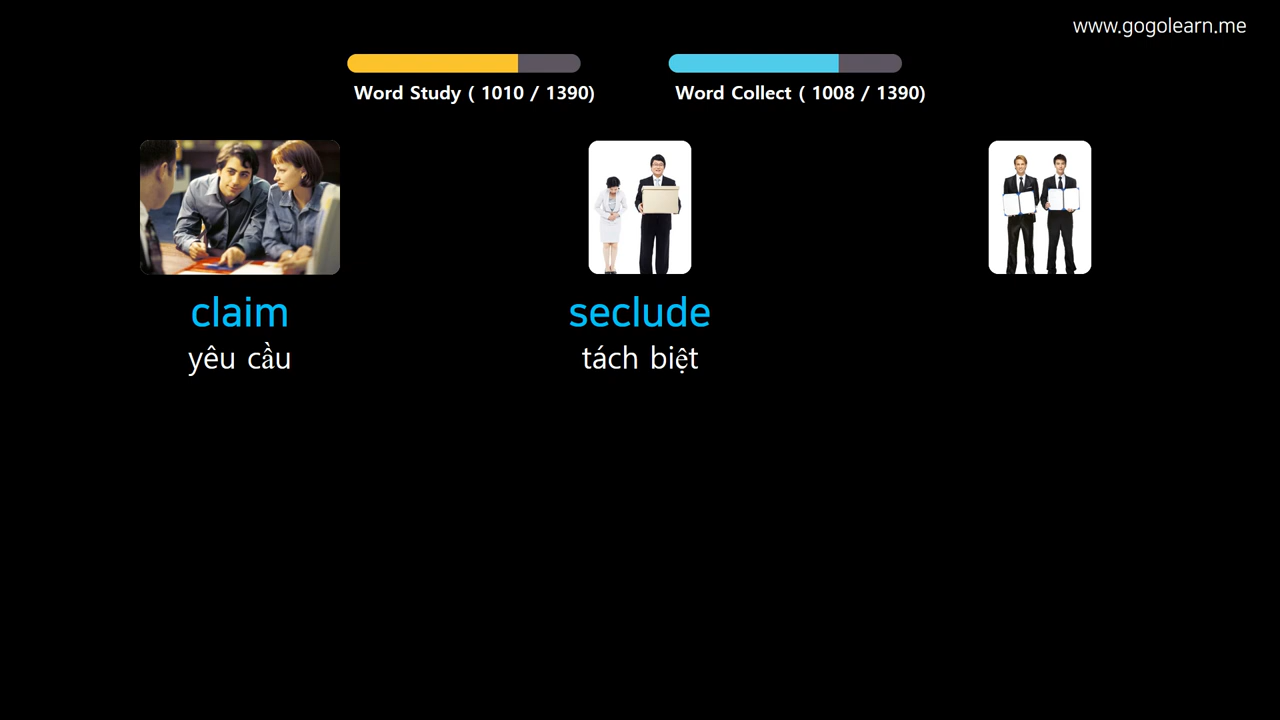 www.gogolearn.me
Word Study ( 1010 / 1390)
Word Collect ( 1008 / 1390)
claim
seclude
yêu cầu
tách biệt